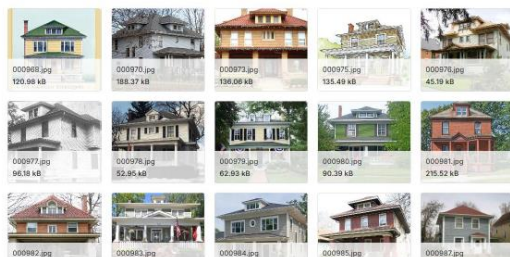 000968.jpg
120.98 kB
000970.jpg
188.37 kB
000973.jpg
136.06 kB
000975.jpg
135.49 kB
000976.jpg
45.19 kB
000977.jpg
96.18 kB
000978.jpg
52.95 kB
000979.jpg
62.93 kB
000980.jpg
90.39 kB
000981.jpg
215.52 kB
000982.jpg
000983.jpg
000984.jpg
000985.jpg
000987.jpg